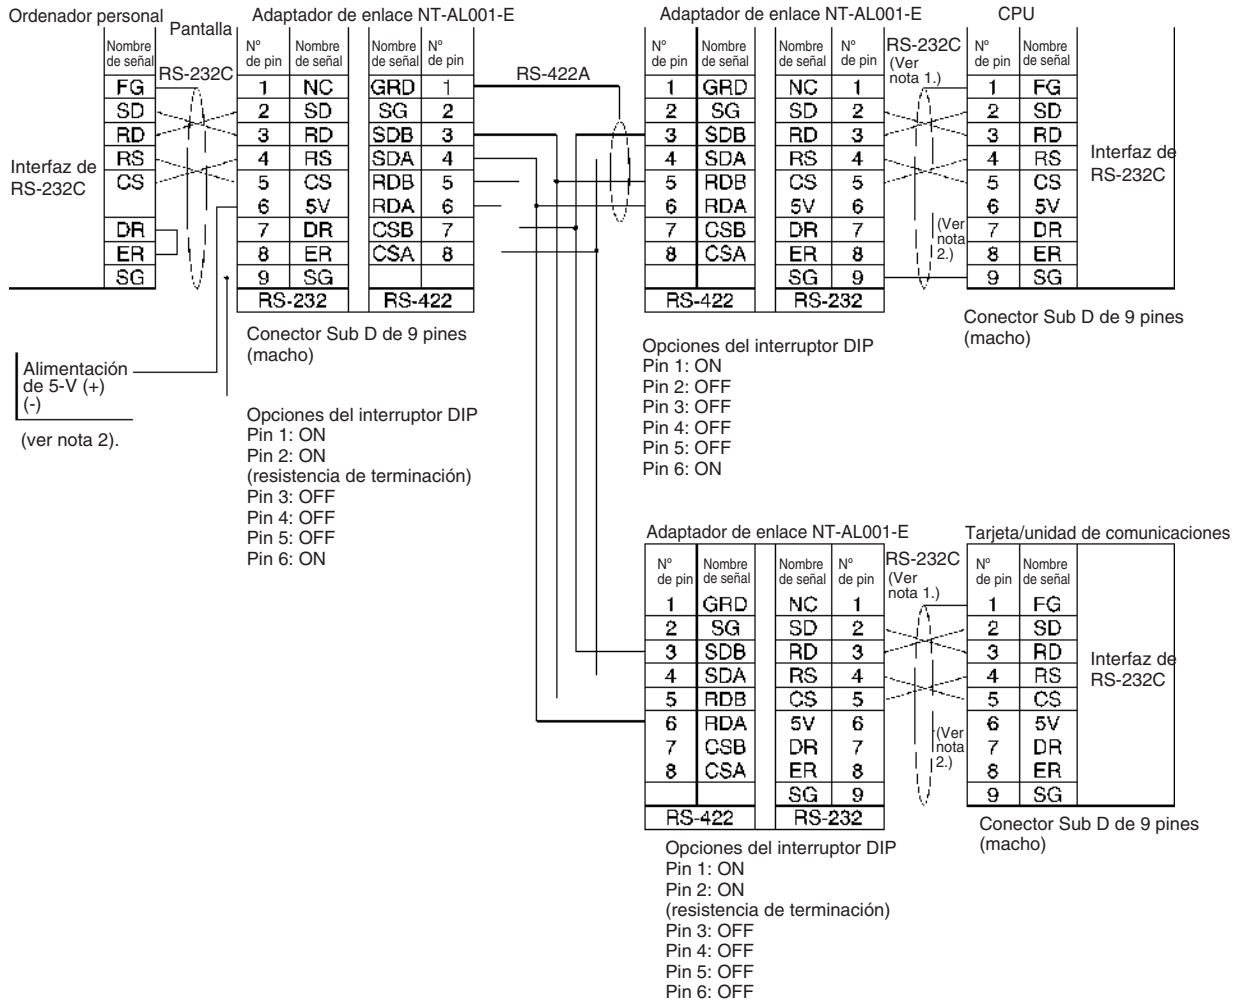 Ordenador personal
Pantalla
Adaptador de enlace NT-AL001-E
Adaptador de enlace NT-AL001-E
CPU
Nombre de señal
Nº de pin
Nombre de señal
Nombre de señal
Nº de pin
RS-422A
Nº de pin
Nombre de señal
Nombre de señal
Nº de pin
RS-232C
(Ver
nota 1.)
Nº de pin
Nombre de señal
RS-232C
FG 1 NC GRD 1 1 GRD NC 1 1 FG
SD 2 SD SG 2 2 SG SD 2 2 SD
RD 3 RD SDB 3 3 SDB RD 3 3 RD
RS 4 RS SDA 4 4 SDA RS 4 4 RS
CS 5 CS RDB 5 5 RDB CS 5 5 CS
6 5V RDA 6 6 RDA 5V 6 6 5V
DR 7 DR CSB 7 7 CSB DR 7 7 DR
ER 8 ER CSA 8 8 CSA ER 8 8 ER
SG 9 SG SG 9 9 SG
Interfaz de
RS-232C
Interfaz de
RS-232C
(Ver
nota
2.)
RS-232 RS-422
RS-422 RS-232
Conector Sub D de 9 pines
(macho)
Conector Sub D de 9 pines
(macho)
Alimentación
de 5-V (+)
(-)
(ver nota 2).
Opciones del interruptor DIP
Pin 1: ON
Pin 2: ON
(resistencia de terminación)
Pin 3: OFF
Pin 4: OFF
Pin 5: OFF
Pin 6: ON
Opciones del interruptor DIP
Pin 1: ON
Pin 2: OFF
Pin 3: OFF
Pin 4: OFF
Pin 5: OFF
Pin 6: ON
Adaptador de enlace NT-AL001-E
Tarjeta/unidad de comunicaciones
Nº de pin
Nombre de señal
Nombre de señal
Nº de pin
RS-232C
(Ver
nota 1.)
Nº de pin
Nombre de señal
1 GRD NC 1 1 FG
2 SG SD 2 2 SD
3 SDB RD 3 3 RD
4 SDA RS 4 4 RS
5 RDB CS 5 5 CS
6 RDA 5V 6 6 5V
7 CSB DR 7 7 DR
8 CSA ER 8 8 ER
SG 9 9 SG
Interfaz de
RS-232C
(Ver
nota
2.)
RS-422 RS-232
Conector Sub D de 9 pines
(macho)
Opciones del interruptor DIP
Pin 1: ON
Pin 2: ON
(resistencia de terminación)
Pin 3: OFF
Pin 4: OFF
Pin 5: OFF
Pin 6: OFF